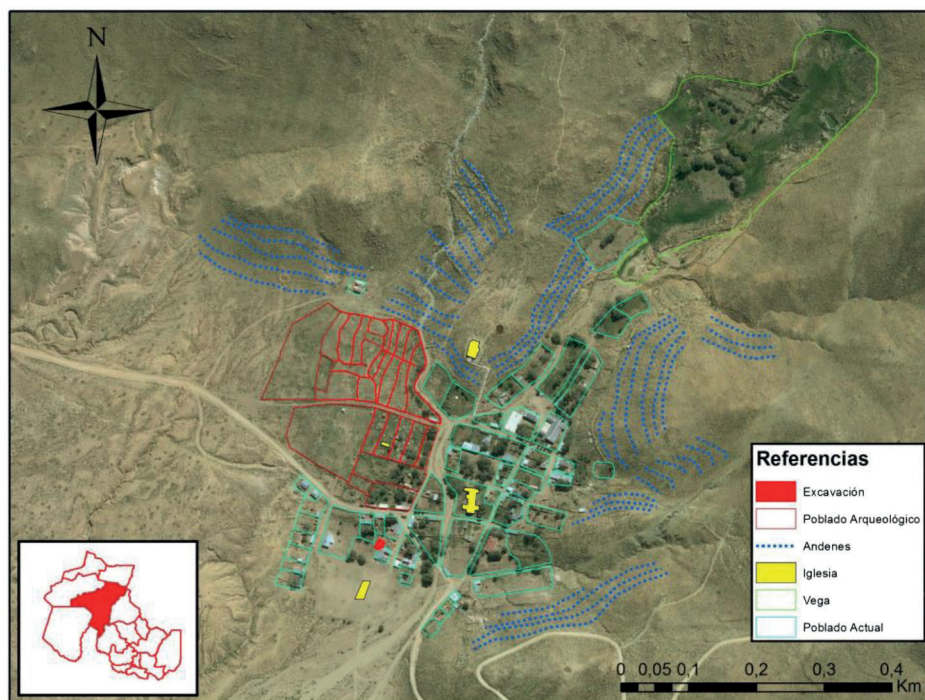 N
Referencias
Excavación
Poblado Arqueológico
Andenes
Iglesia
Vega
Poblado Actual
0 0,05 0,1 0,2 0,3 0,4
Km